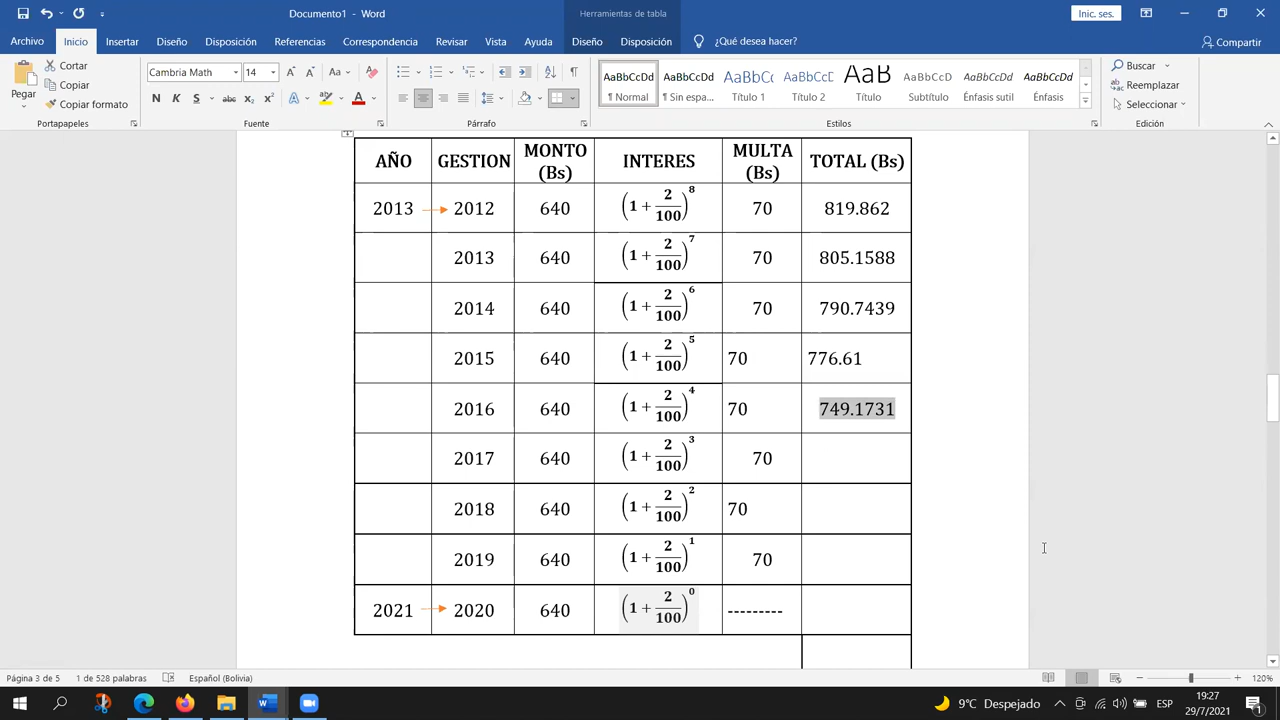 Documento1 - Word
Herramientas de tabla
Inic. ses.
Archivo Inicio Insertar Diseño Disposición Referencias Correspondencia Revisar Vista Ayuda Diseño Disposición ¿Qué desea hacer? Compartir
Pegar
Cortar
Copiar
Copiar formato
Portapapeles
Cambria Math 14
N K S abc x₂ x²
Fuente
Párrafo
AaBbCcDd AaBbCcDd AaBbCc AaBbCcD AaB AaBbCcD AaBbCcDd AaBbCcDd
¶ Normal ¶ Sin espa... Título 1 Título 2 Título Subtítulo Énfasis sutil Énfasis
Estilos
Buscar
Reemplazar
Seleccionar
Edición
AÑO GESTION MONTO (Bs) INTERES MULTA (Bs) TOTAL (Bs)
2013 2012 640 (1 + 2/100)^8 70 819.862
2013 640 (1 + 2/100)^7 70 805.1588
2014 640 (1 + 2/100)^6 70 790.7439
2015 640 (1 + 2/100)^5 70 776.61
2016 640 (1 + 2/100)^4 70 749.1731
2017 640 (1 + 2/100)^3 70
2018 640 (1 + 2/100)^2 70
2019 640 (1 + 2/100)^1 70
2021 2020 640 (1 + 2/100)^0 ---------
Página 3 de 5 1 de 528 palabras Español (Bolivia) 120%
9°C Despejado ESP 19:27
29/7/2021